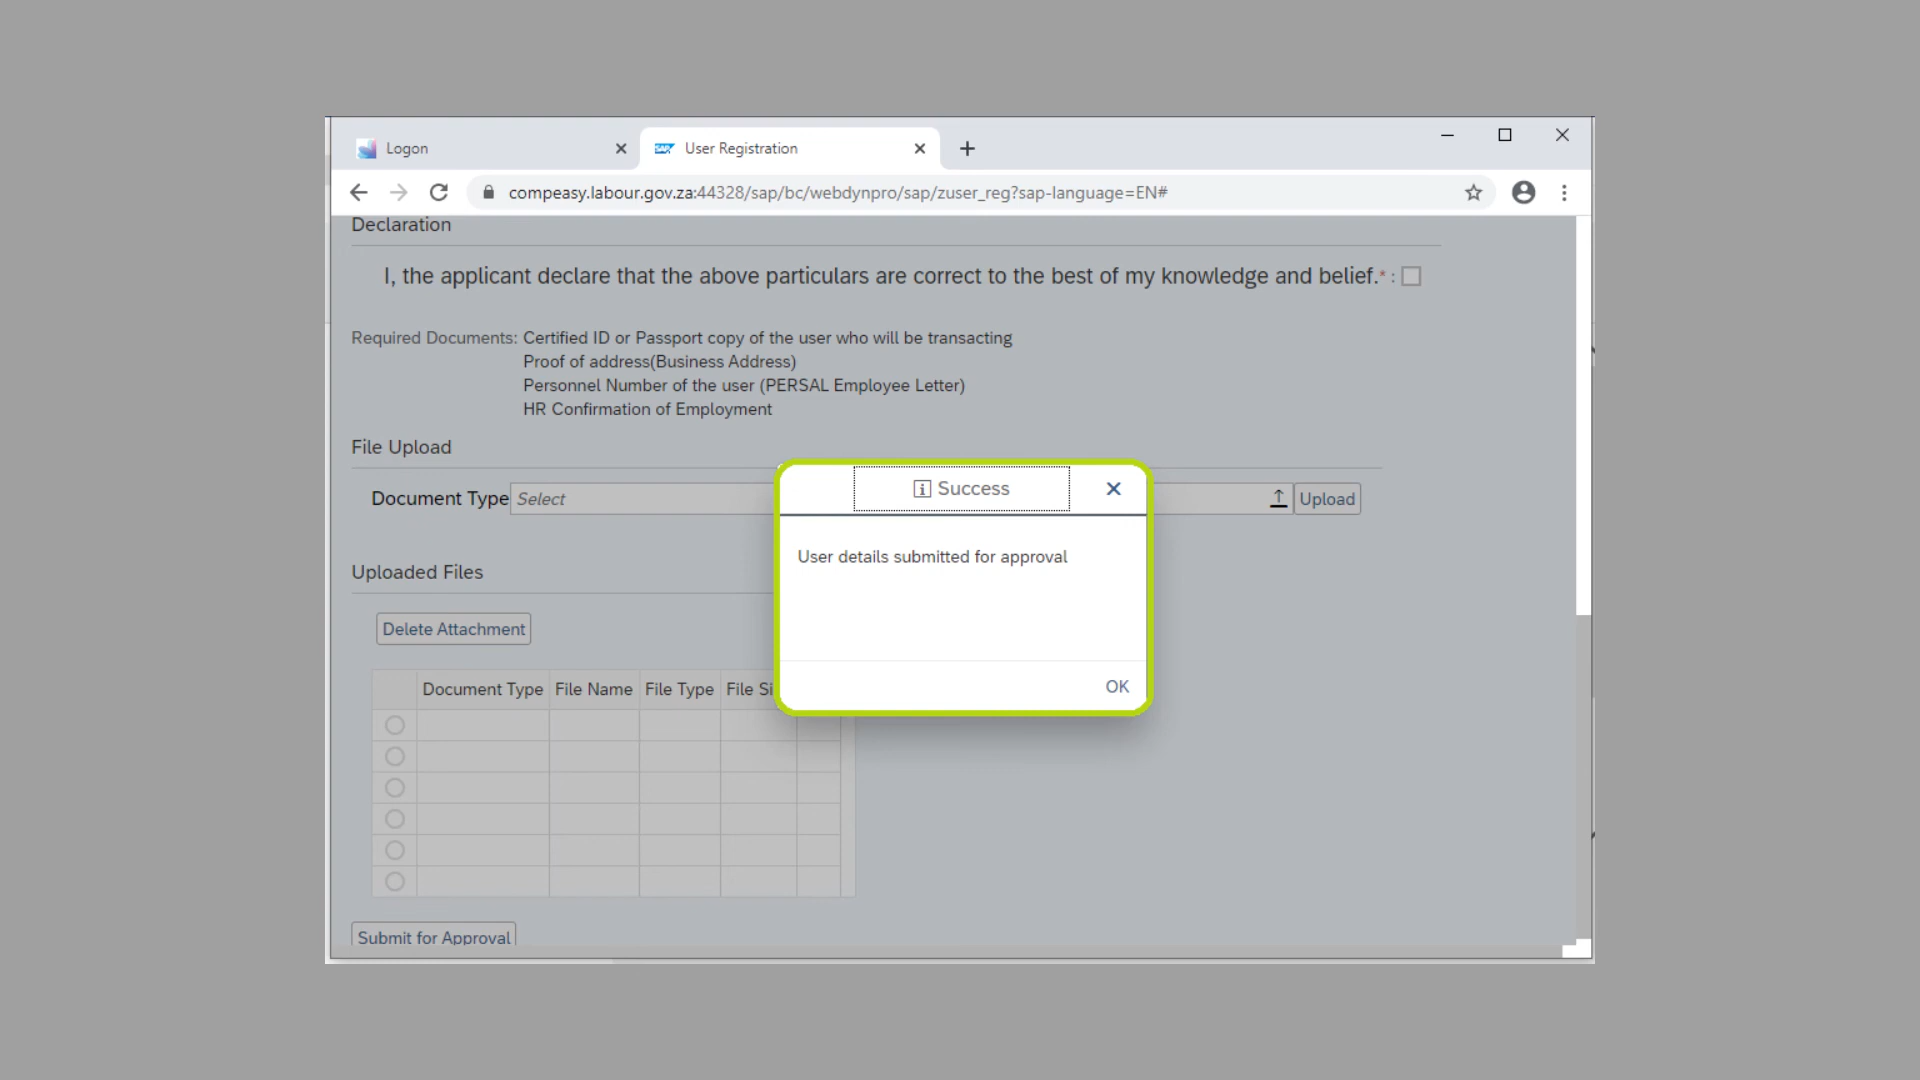 Logon
SAP User Registration
compeasy.labour.gov.za:44328/sap/bc/webdynpro/sap/zuser_reg?sap-language=EN#
Declaration
I, the applicant declare that the above particulars are correct to the best of my knowledge and belief.* :
Required Documents: Certified ID or Passport copy of the user who will be transacting
Proof of address(Business Address)
Personnel Number of the user (PERSAL Employee Letter)
HR Confirmation of Employment
File Upload
Document Type Select
Upload
Success
User details submitted for approval
OK
Uploaded Files
Delete Attachment
Document Type File Name File Type File Si
Submit for Approval